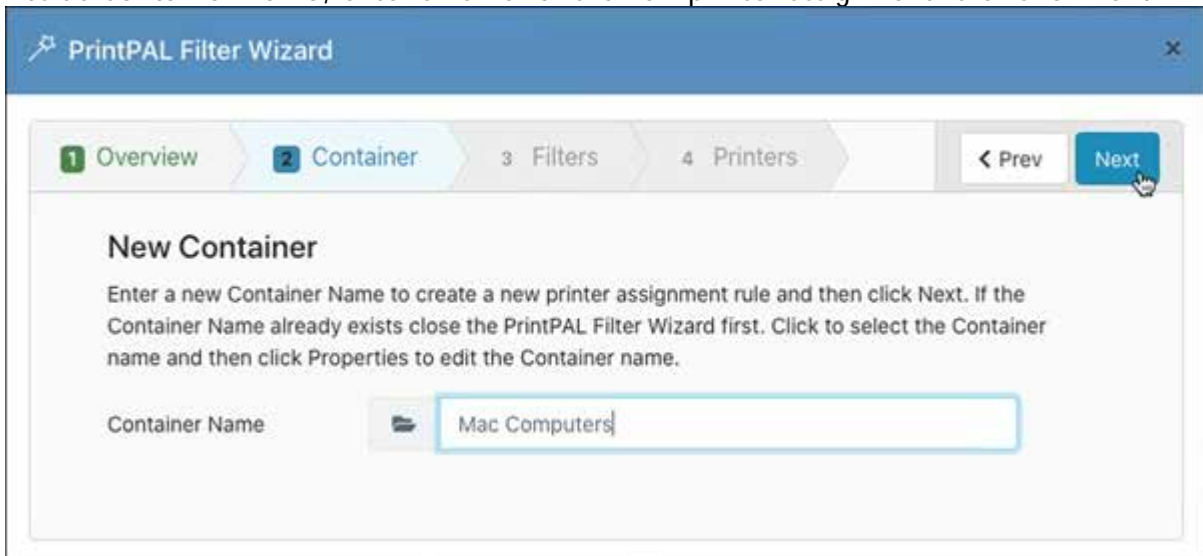 PrintPAL Filter Wizard
×
1 Overview 2 Container 3 Filters 4 Printers Prev Next
New Container
Enter a new Container Name to create a new printer assignment rule and then click Next. If the
Container Name already exists close the PrintPAL Filter Wizard first. Click to select the Container
name and then click Properties to edit the Container name.
Container Name Mac Computers